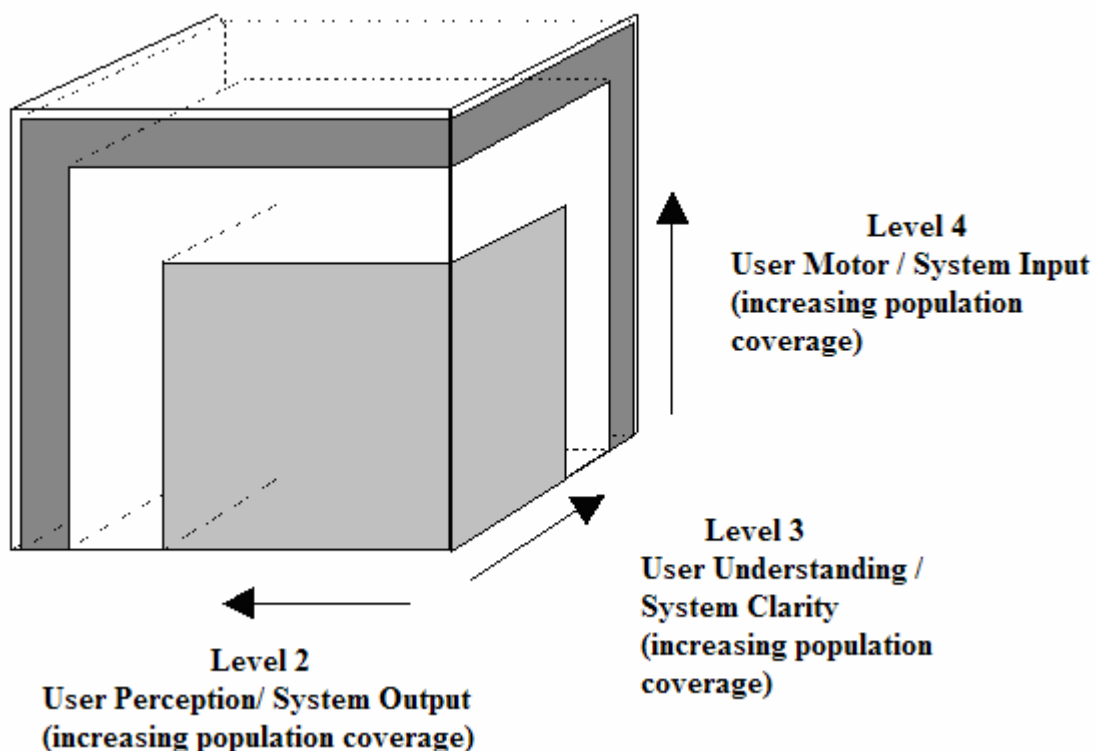 Level 4
User Motor / System Input
(increasing population
coverage)
Level 3
User Understanding /
System Clarity
(increasing population
coverage)
Level 2
User Perception/ System Output
(increasing population coverage)